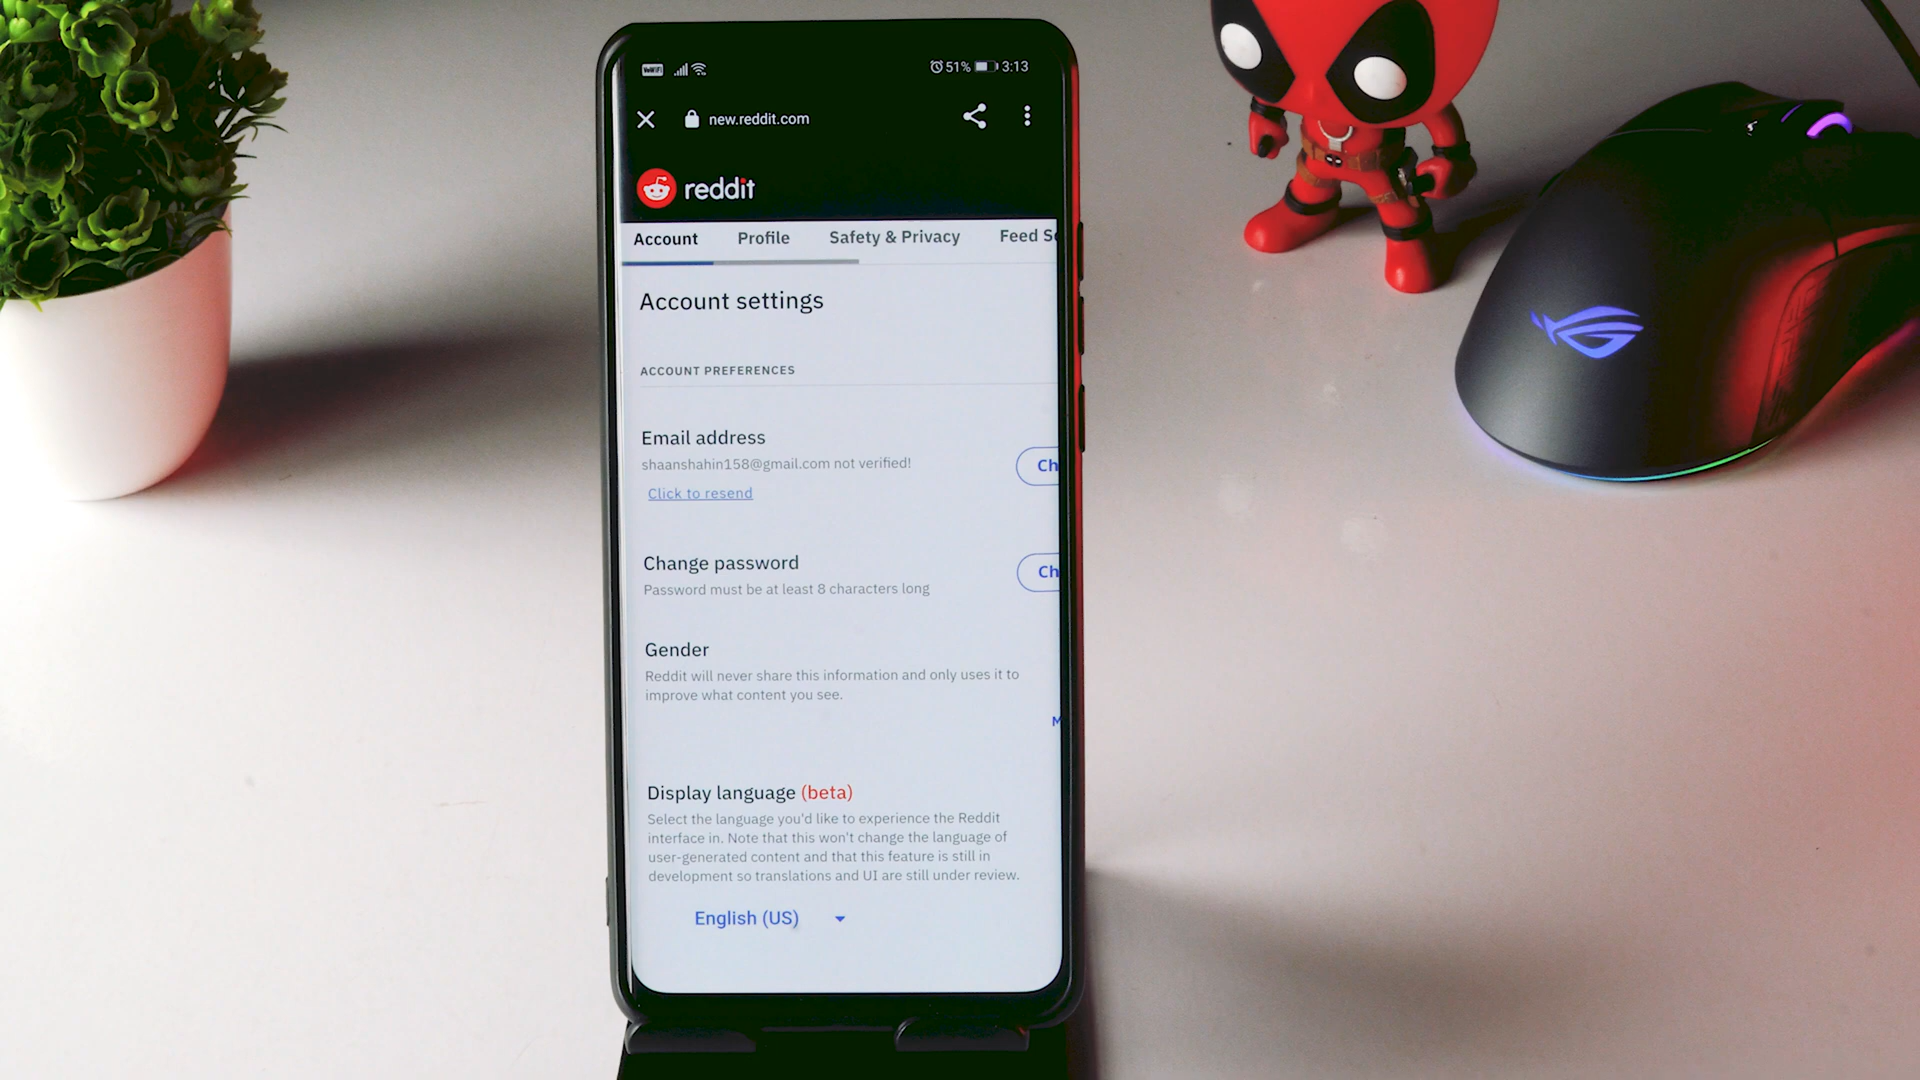 VoWiFi 51% 3:13
new.reddit.com
reddit
Account Profile Safety & Privacy Feed Se
Account settings
ACCOUNT PREFERENCES
Email address
shaanshahin158@gmail.com not verified!
Ch
Click to resend
Change password
Ch
Password must be at least 8 characters long
Gender
Reddit will never share this information and only uses it to
improve what content you see.
M
Display language (beta)
Select the language you'd like to experience the Reddit
interface in. Note that this won't change the language of
user-generated content and that this feature is still in
development so translations and UI are still under review.
English (US)